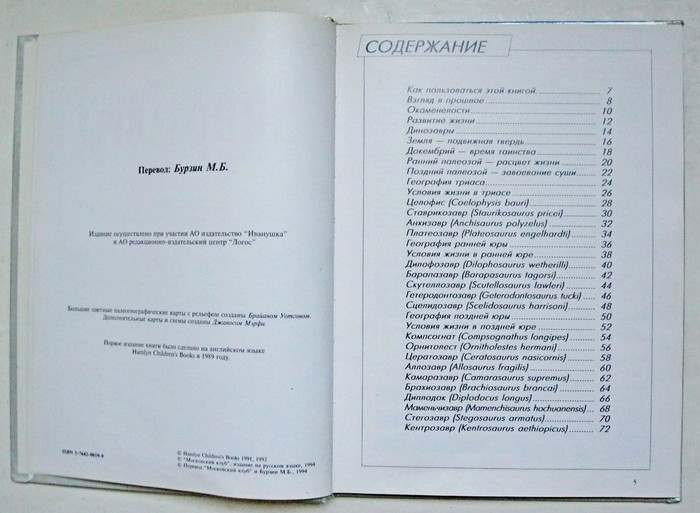 Перевод: Бурзин М.Б.
Издание осуществлено при участии АО издательство "Иванушка"
и АО редакционно-издательский центр "Логос"
Большие цветные палеогеографические карты с рельефом созданы Брайаном Уотсоном.
Дополнительные карты и схемы созданы Джаносом Мэрфи.
Первое издание книги было сделано на английском языке
Hamlyn Children's Books в 1989 году.
ISBN 5-7642-0019-9
© Hamlyn Children's Books 1991, 1992
© "Московский клуб", издание на русском языке, 1994
© Перевод "Московский клуб" и Бурзин М.Б., 1994
СОДЕРЖАНИЕ
Как пользоваться этой книгой 7
Взгляд в прошлое 8
Окаменелости 10
Развитие жизни 12
Динозавры 14
Земля — подвижная твердь 16
Докембрий — время таинства 18
Ранний палеозой — расцвет жизни 20
Поздний палеозой — завоевание суши 22
География триаса 24
Условия жизни в триасе 26
Целофис (Coelophysis bauri) 28
Ставрикозавр (Staurikosaurus pricei) 30
Анхизавр (Anchisaurus polyzelus) 32
Платеозавр (Plateosaurus engelhardti) 34
География ранней юры 36
Условия жизни в ранней юре 38
Дилофозавр (Dilophosaurus wetherilli) 40
Барапазавр (Barapasaurus tagorsi) 42
Скутеллозавр (Scutellosaurus lawleri) 44
Гетеродонтозавр (Geterodontosaurus tucki) 46
Сцелидозавр (Scelidosaurus harrisoni) 48
География поздней юры 50
Условия жизни в поздней юре 52
Компсогнат (Compsognathus longipes) 54
Орнитолест (Ornitholestes hermani) 56
Цератозавр (Ceratosaurus nasicornis) 58
Аллозавр (Allosaurus fragilis) 60
Камаразавр (Camarasaurus supremus) 62
Брахиозавр (Brachiosaurus brancai) 64
Диплодок (Diplodocus longus) 66
Маменьчизавр (Mamenchisaurus hochuanensis) 68
Стегозавр (Stegosaurus armatus) 70
Кентрозавр (Kentrosaurus aethiopicus) 72
5